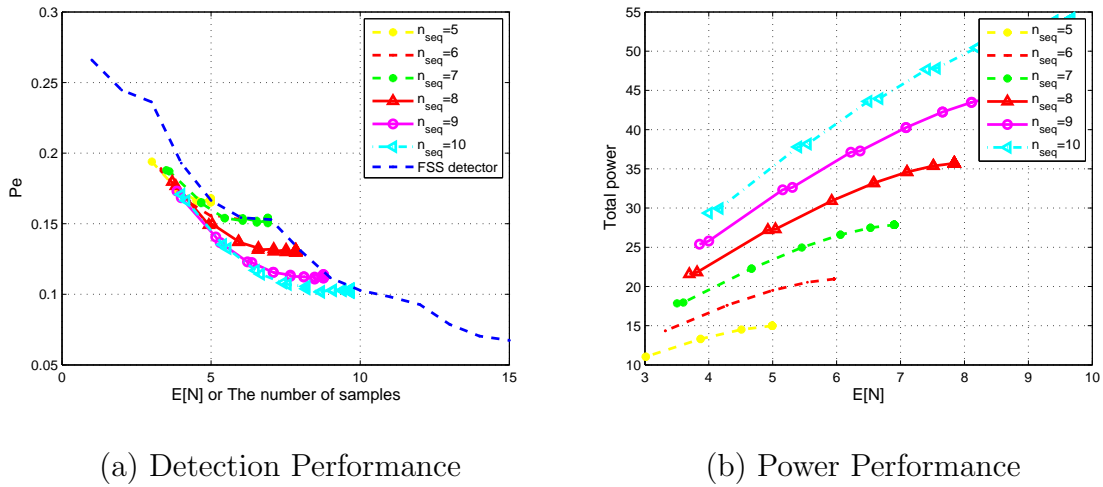 0.3
0.25
0.2
0.15
0.1
0.05
Pe
0
5
10
15
E[N] or The number of samples
n_seq=5
n_seq=6
n_seq=7
n_seq=8
n_seq=9
n_seq=10
FSS detector
(a) Detection Performance
55
50
45
40
35
30
25
20
15
10
Total power
3
4
5
6
7
8
9
10
E[N]
n_seq=5
n_seq=6
n_seq=7
n_seq=8
n_seq=9
n_seq=10
(b) Power Performance